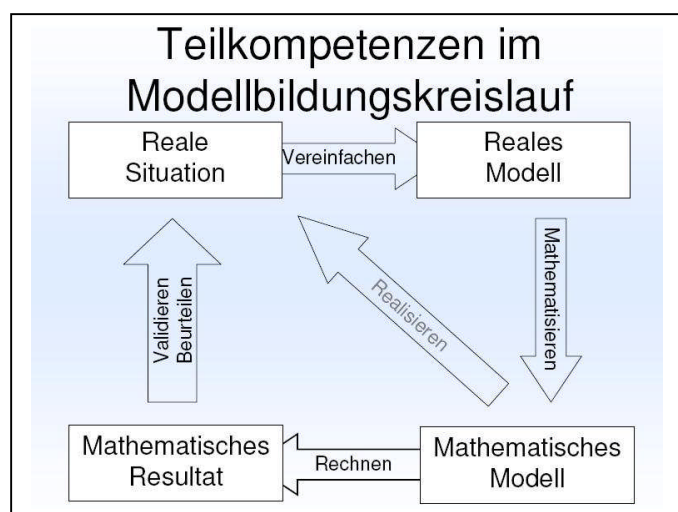 Teilkompetenzen im
Modellbildungskreislauf
Reale
Situation
Vereinfachen
Reales
Modell
Mathematisieren
Realisieren
Validieren
Beurteilen
Mathematisches
Resultat
Rechnen
Mathematisches
Modell